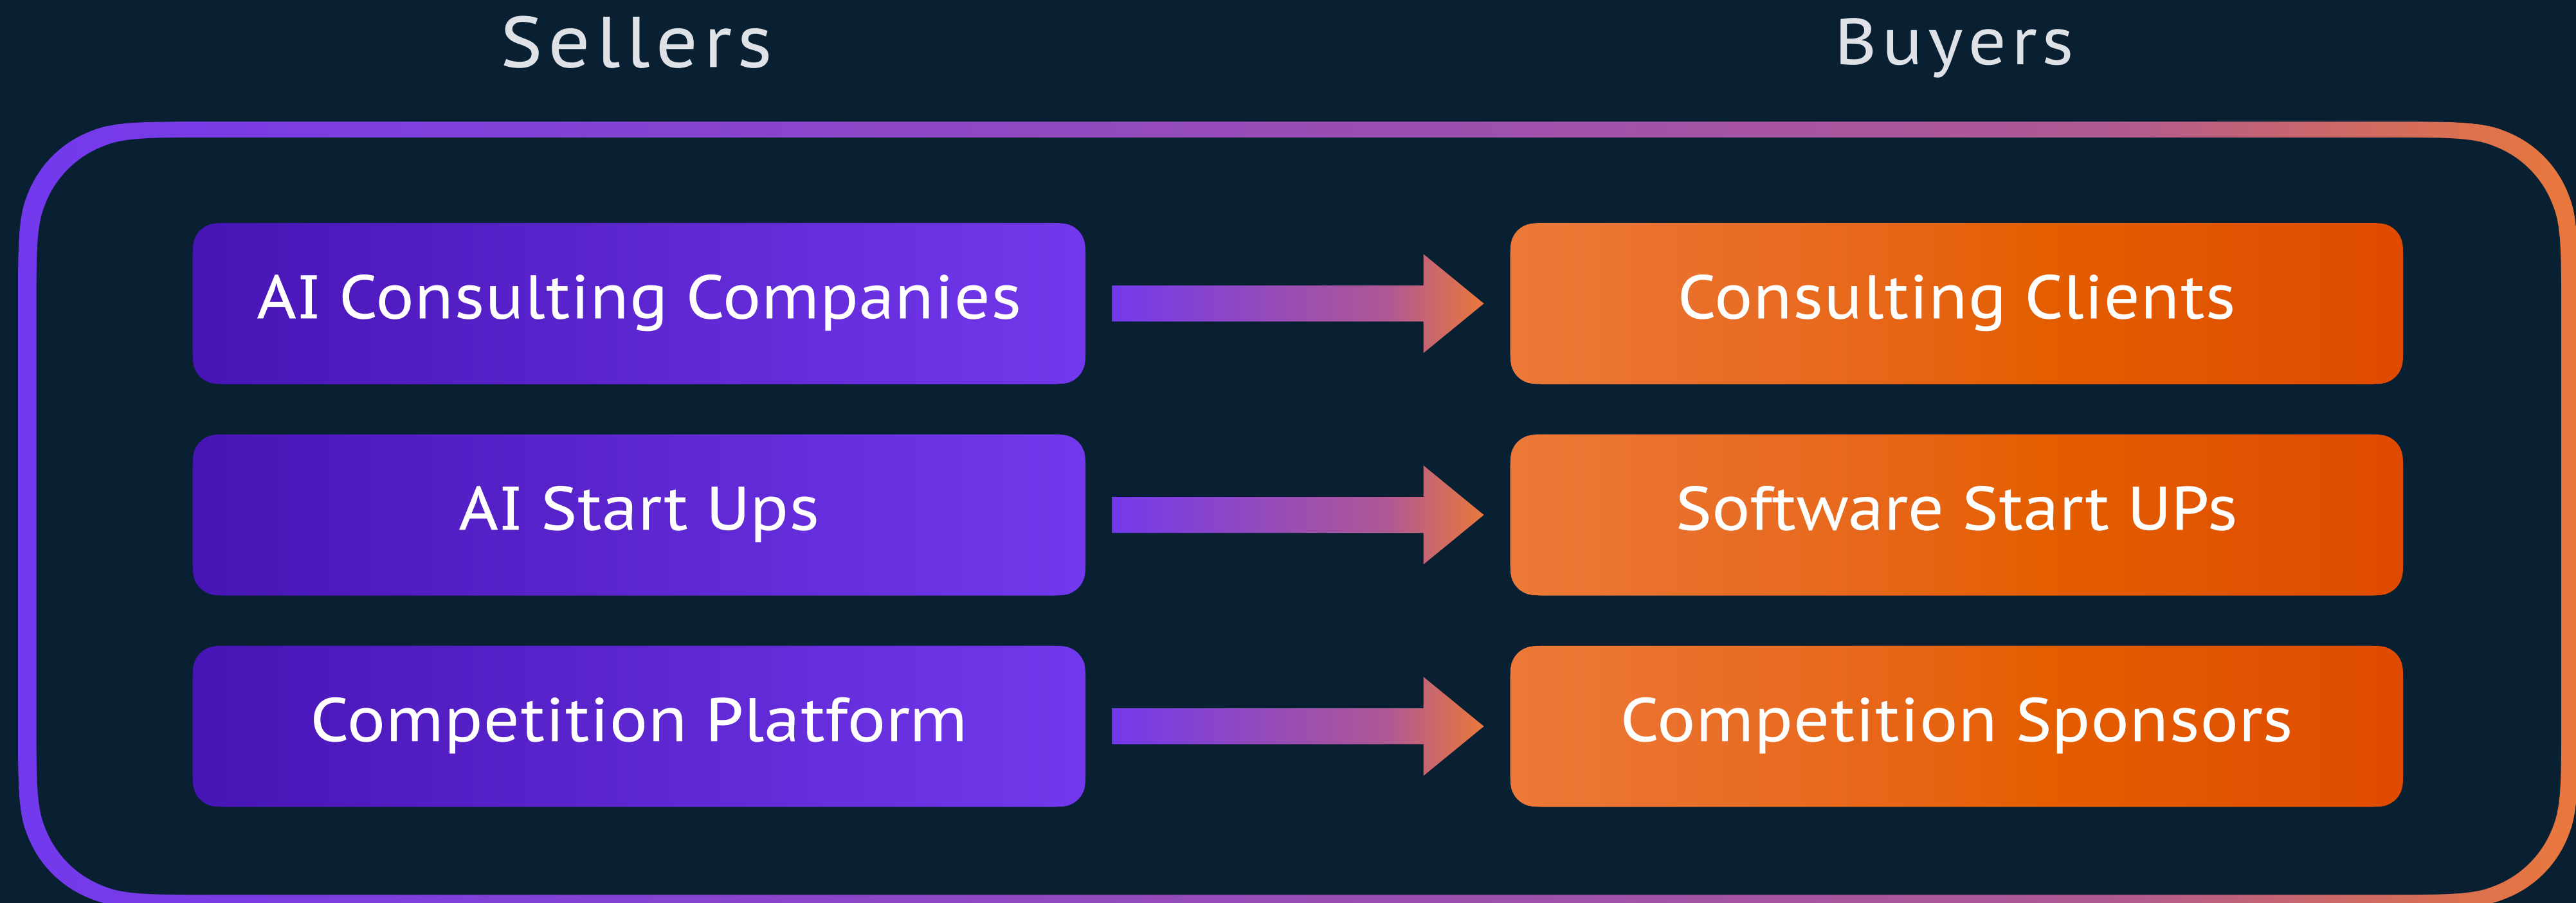 Sellers
Buyers
AI Consulting Companies
Consulting Clients
AI Start Ups
Software Start UPs
Competition Platform
Competition Sponsors